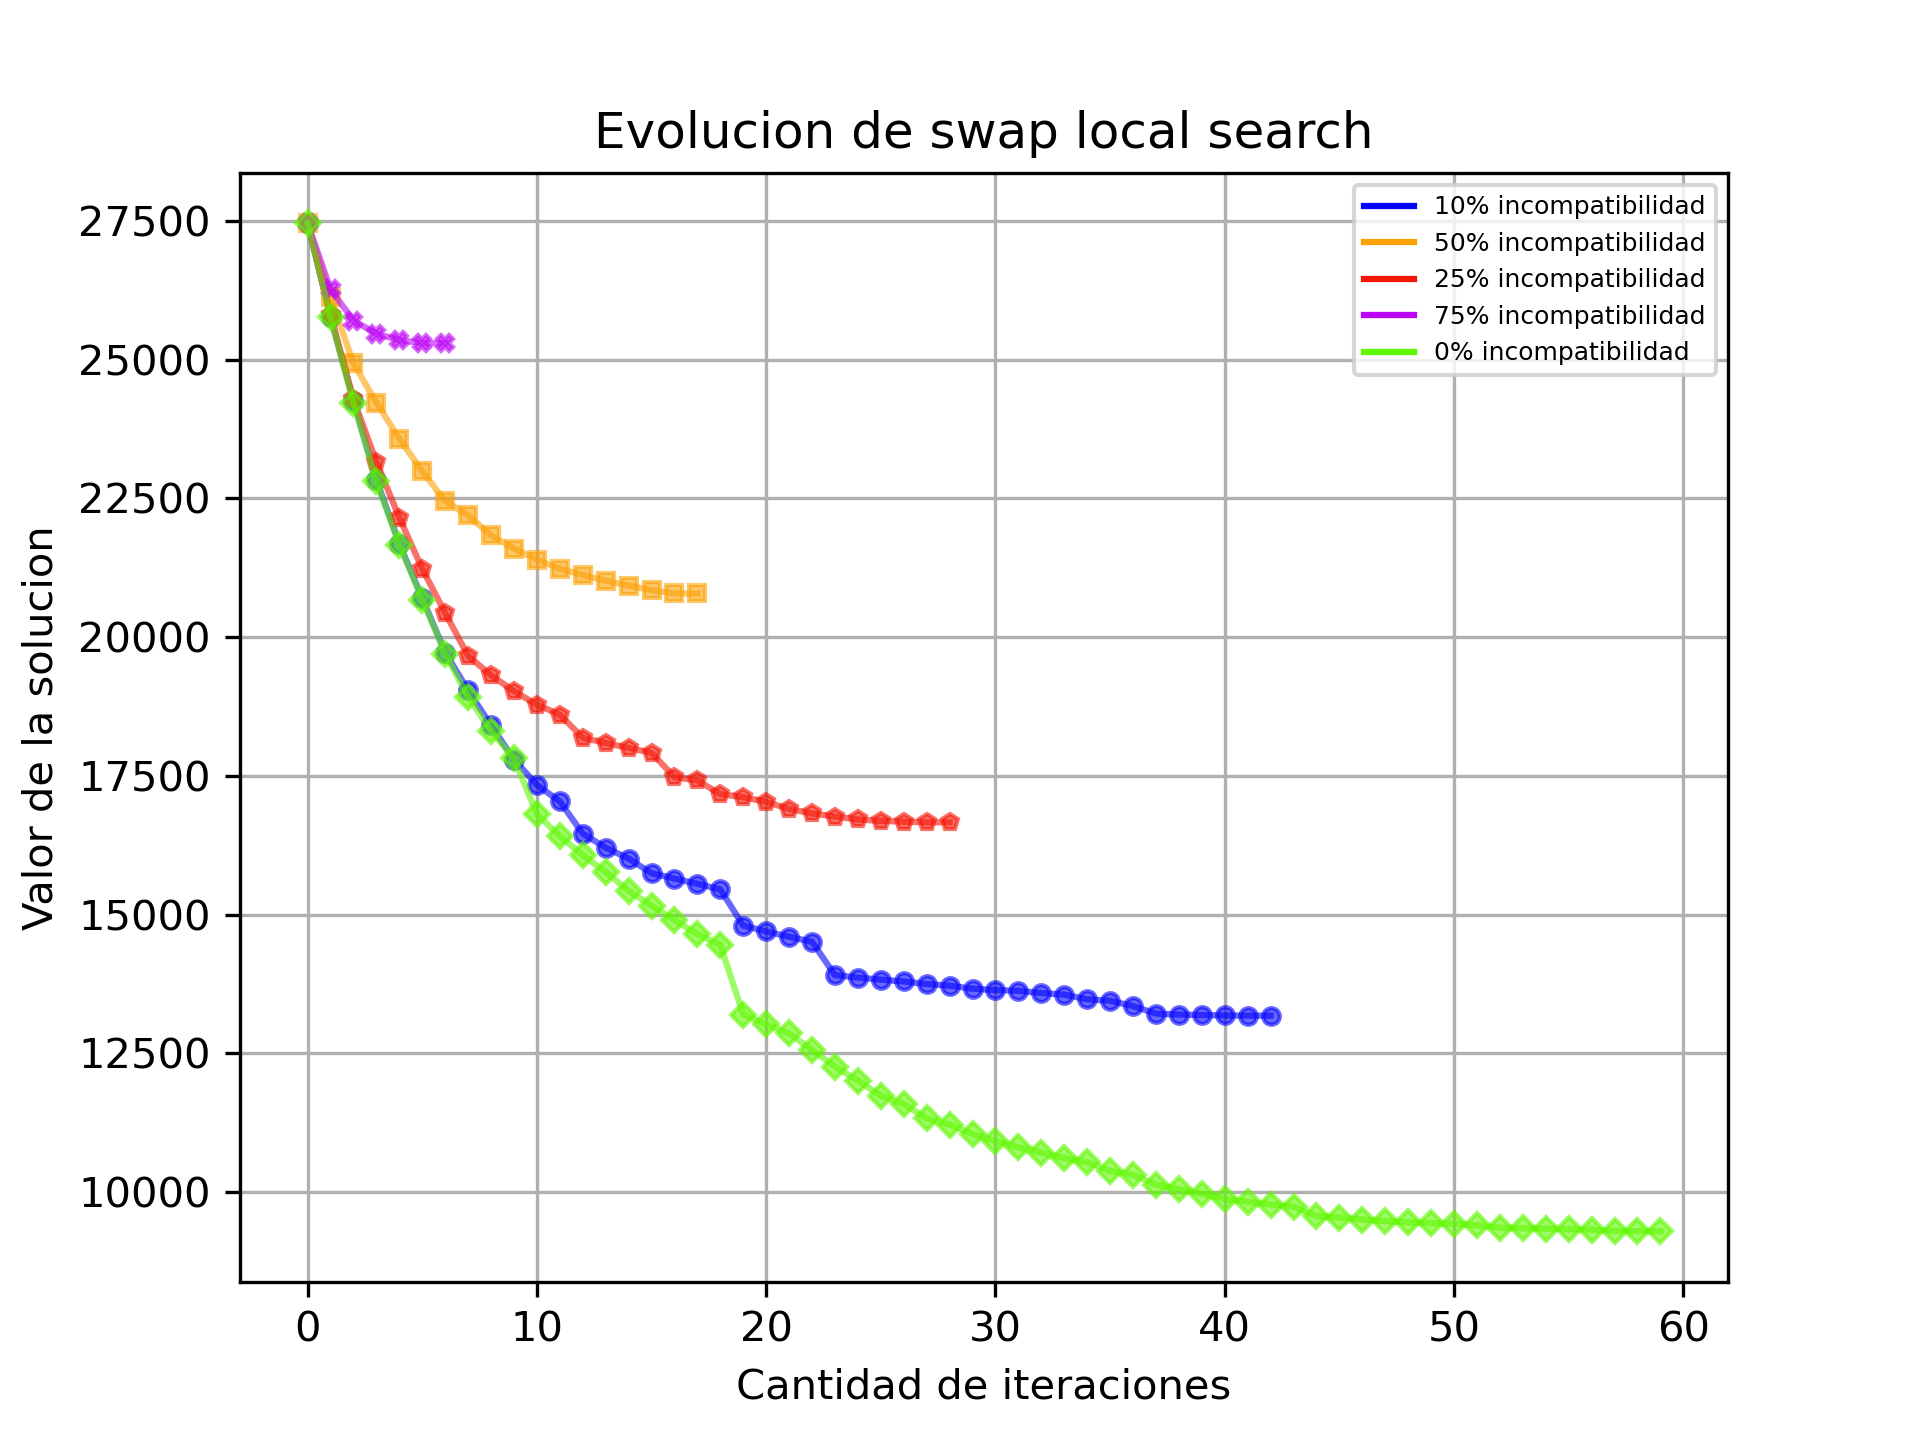 Evolucion de swap local search
10% incompatibilidad
50% incompatibilidad
25% incompatibilidad
75% incompatibilidad
0% incompatibilidad
Valor de la solucion
27500
25000
22500
20000
17500
15000
12500
10000
0 10 20 30 40 50 60
Cantidad de iteraciones